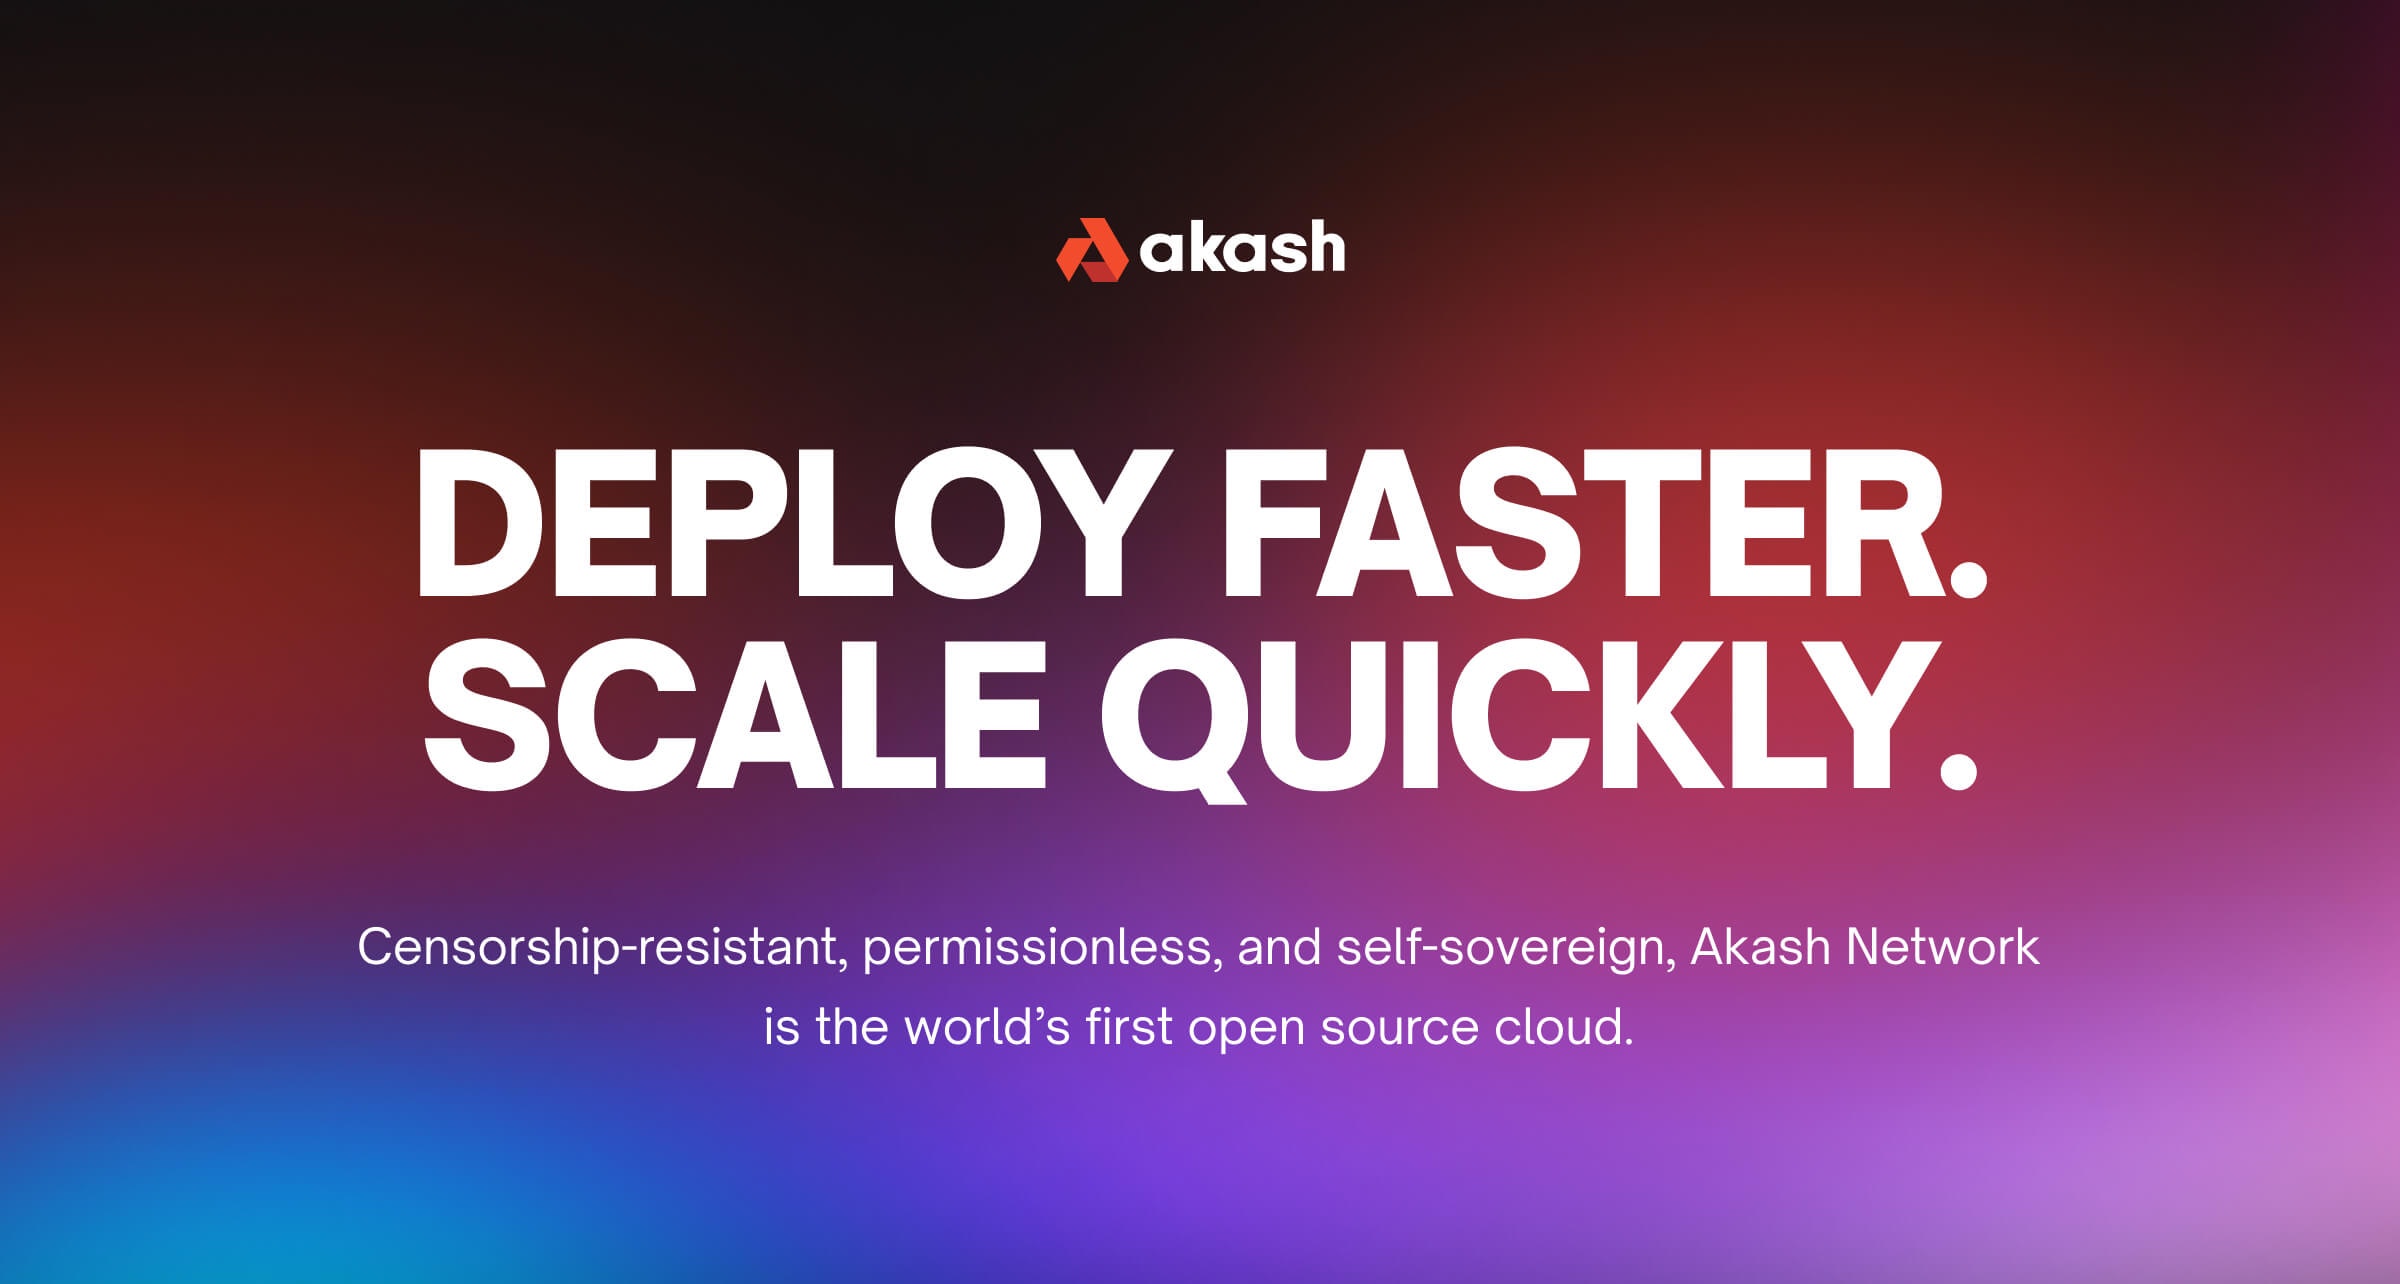 akash
DEPLOY FASTER.
SCALE QUICKLY.
Censorship-resistant, permissionless, and self-sovereign, Akash Network
is the world’s first open source cloud.